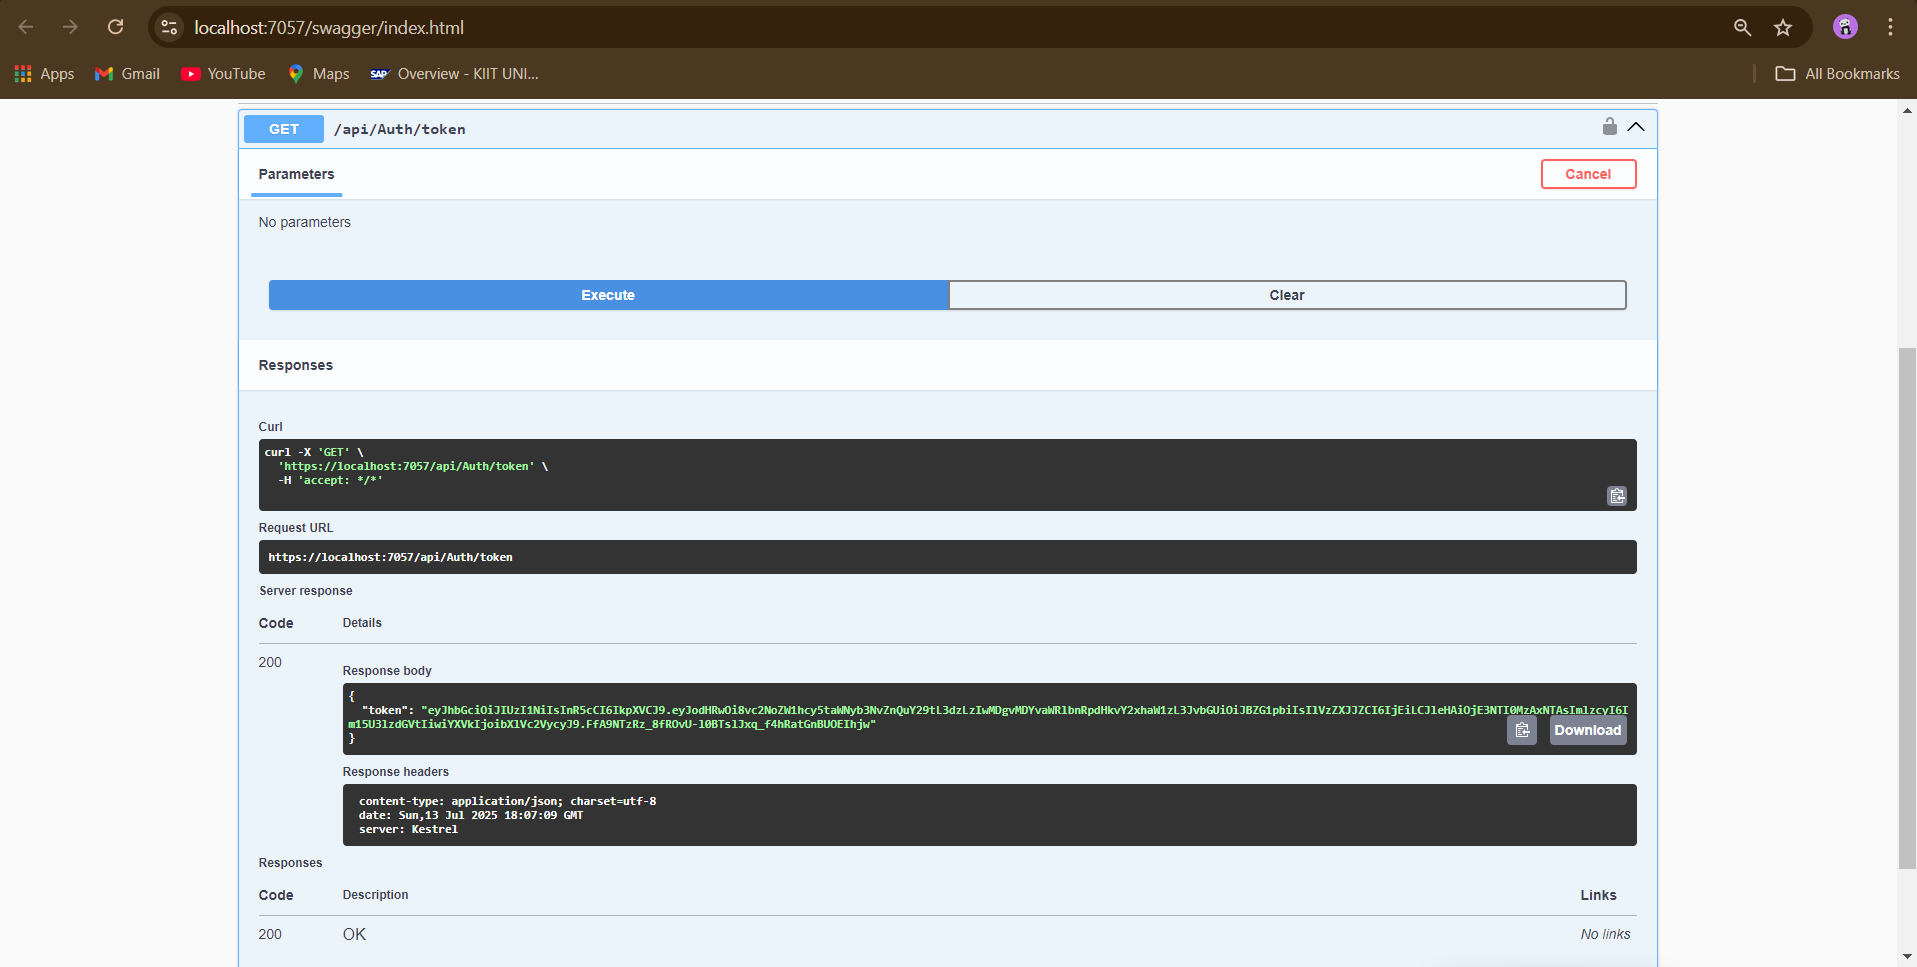 localhost:7057/swagger/index.html
Apps Gmail YouTube Maps SAP Overview - KIIT UNI... All Bookmarks
GET /api/Auth/token
Parameters Cancel
No parameters
Execute Clear
Responses
Curl
curl -X 'GET' \
'https://localhost:7057/api/Auth/token' \
-H 'accept: */*'
Request URL
https://localhost:7057/api/Auth/token
Server response
Code Details
200
Response body
{
"token": "eyJhbGciOiJIUzI1NiIsInR5cCI6IkpXVCJ9.eyJodHRwOi8vc2NoZW1hcy5taWNyb3NvZnQuY29tL3dzLzIwMDgvMDYvaWRlbnRpdHkvY2xhaW1zL3JvbGUiOiJBZG1pbiIsIlVzZXJJZCI6IjEiLCJleHAiOjE3NTI0MzAxNTAsImlzcyI6I
m15U3lzdGVtIiwiYXVkIjoibXlVc2VycyJ9.FfA9NTzRz_8fROvU-l0BTslJxq_f4hRatGnBUOEIhjw"
}
Download
Response headers
content-type: application/json; charset=utf-8
date: Sun,13 Jul 2025 18:07:09 GMT
server: Kestrel
Responses
Code Description Links
200 OK No links